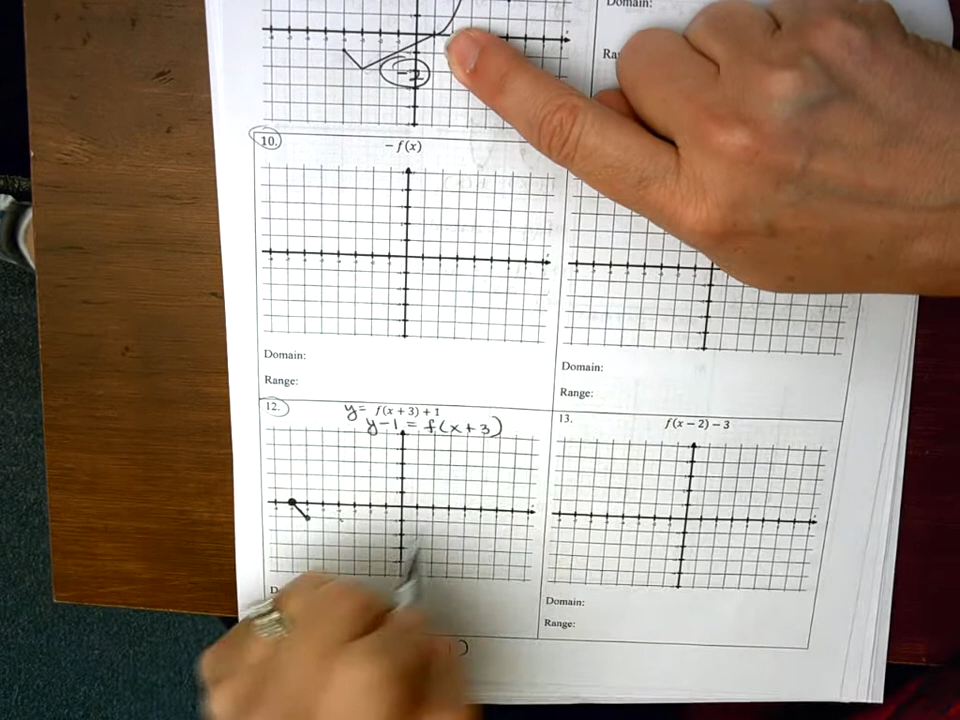 Domain:
Ra
-2
10.
- f(x)
Domain:
Range:
Domain:
Range:
12.
y = f(x + 3) + 1
y - 1 = f(x + 3)
13.
f(x - 2) - 3
Domain:
Range:
D